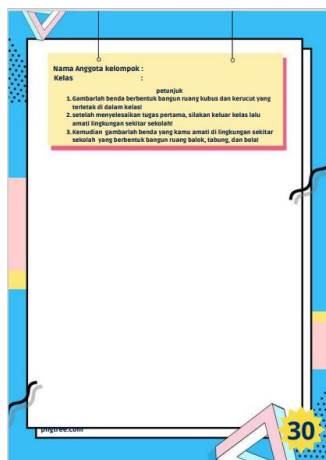 Nama Anggota kelompok :
Kelas :
petunjuk
1. Gambarlah benda berbentuk bangun ruang kubus dan kerucut yang
terletak di dalam kelas!
2. setelah menyelesaikan tugas pertama, silakan keluar kelas lalu
amati lingkungan sekitar sekolah!
3. Kemudian gambarlah benda yang kamu amati di lingkungan sekitar
sekolah yang berbentuk bangun ruang balok, tabung, dan bola!
pngtree.com
30